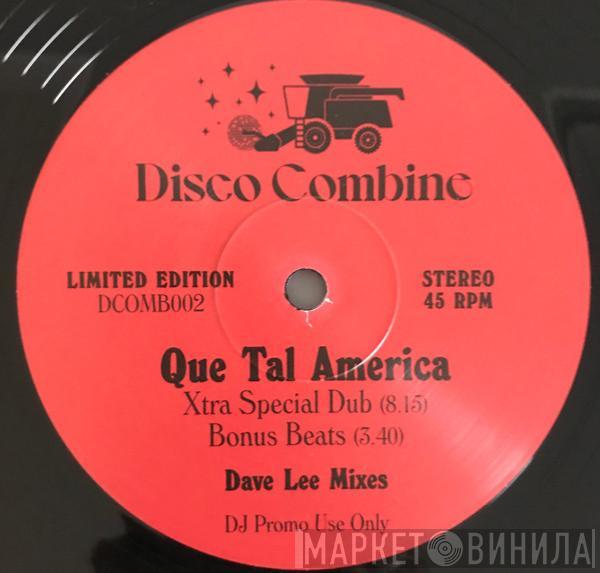 Disco Combine
LIMITED EDITION
DCOMB002
STEREO
45 RPM
Que Tal America
Xtra Special Dub (8.15)
Bonus Beats (3.40)
Dave Lee Mixes
DJ Promo Use Only
МАРКЕТ ВИНИЛА